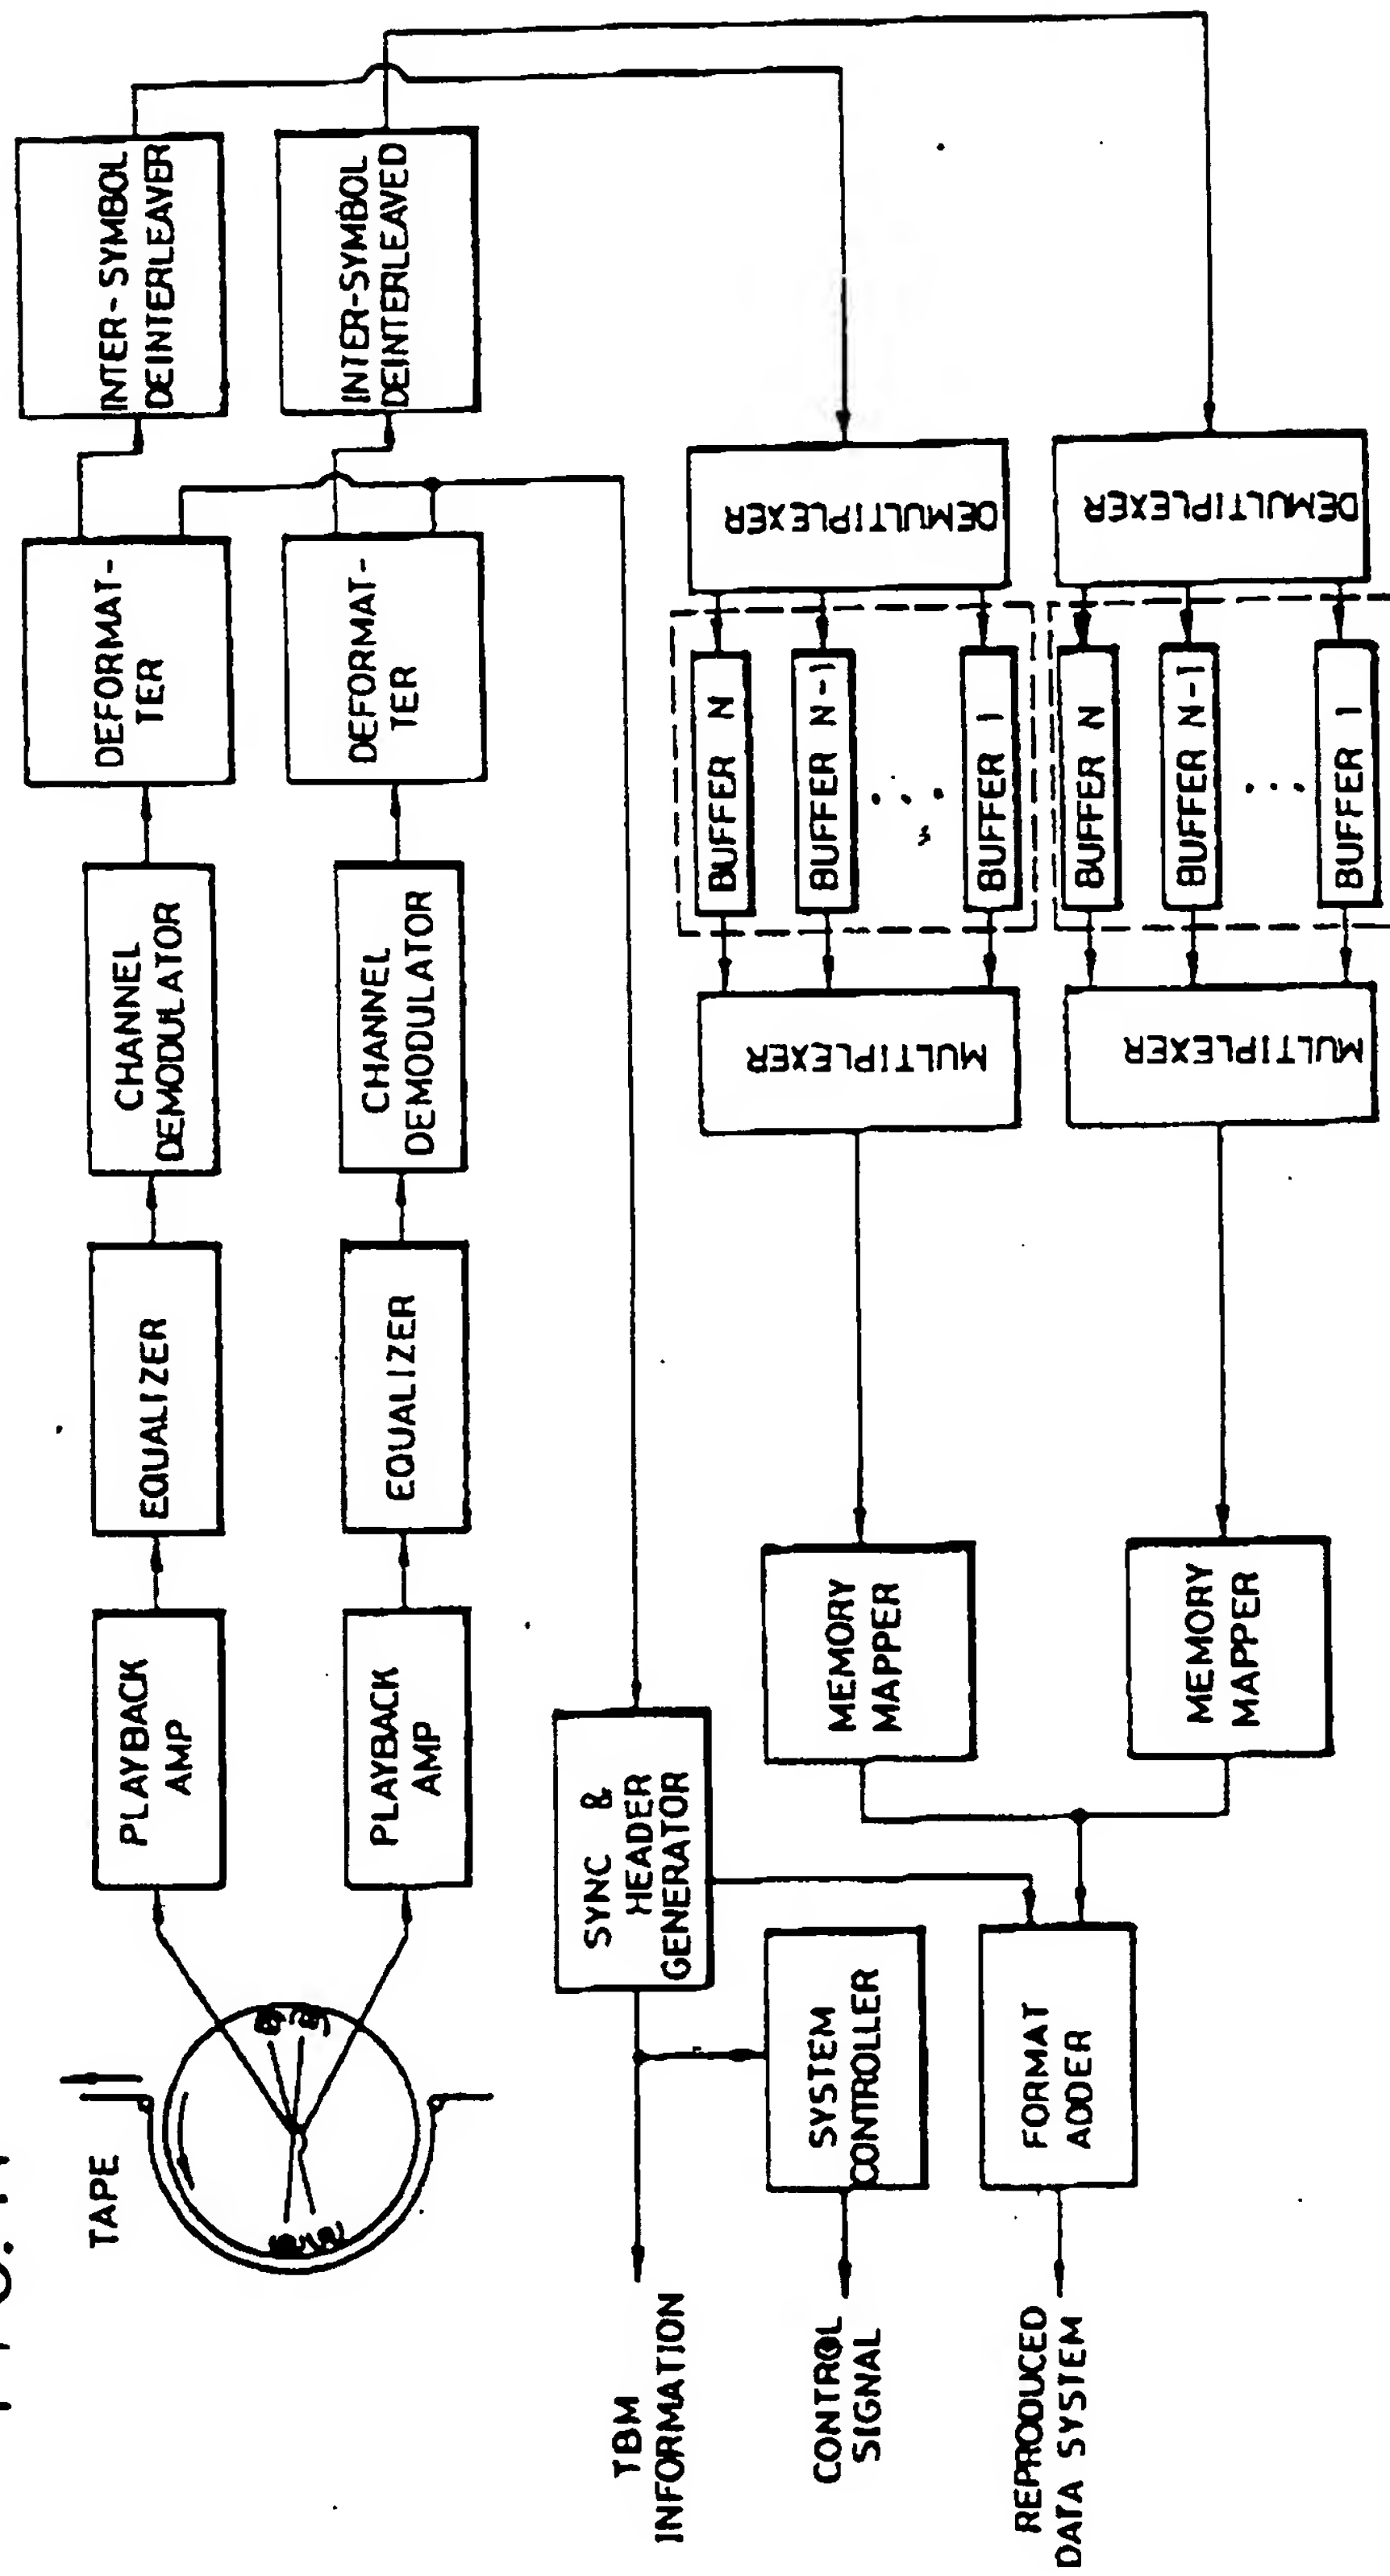 TAPE
PLAYBACK
AMP
EQUALIZER
CHANNEL
DEMODULATOR
DEFORMAT-
TER
INTER-SYMBOL
DEINTERLEAVER
PLAYBACK
AMP
EQUALIZER
CHANNEL
DEMODULATOR
DEFORMAT-
TER
INTER-SYMBOL
DEINTERLEAVED
TBM
INFORMATION
SYNC &
HEADER
GENERATOR
CONTROL
SIGNAL
SYSTEM
CONTROLLER
REPRODUCED
DATA SYSTEM
FORMAT
ADDER
MEMORY
MAPPER
MULTIPLEXER
BUFFER N
BUFFER N-1
...
BUFFER 1
DEMULTIPLEXER
MEMORY
MAPPER
MULTIPLEXER
BUFFER N
BUFFER N-1
...
BUFFER 1
DEMULTIPLEXER